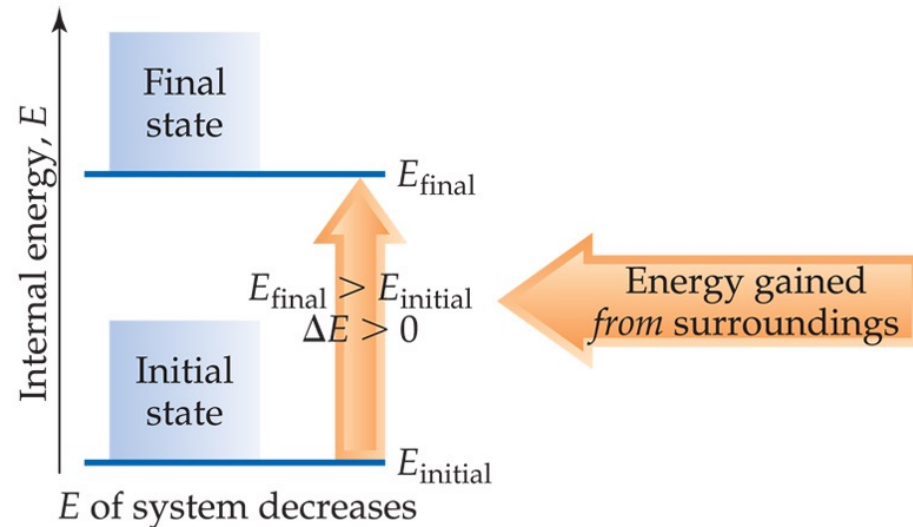 Internal energy, E
Final
state
E_final
E_final > E_initial
ΔE > 0
Energy gained
from surroundings
Initial
state
E_initial
E of system decreases